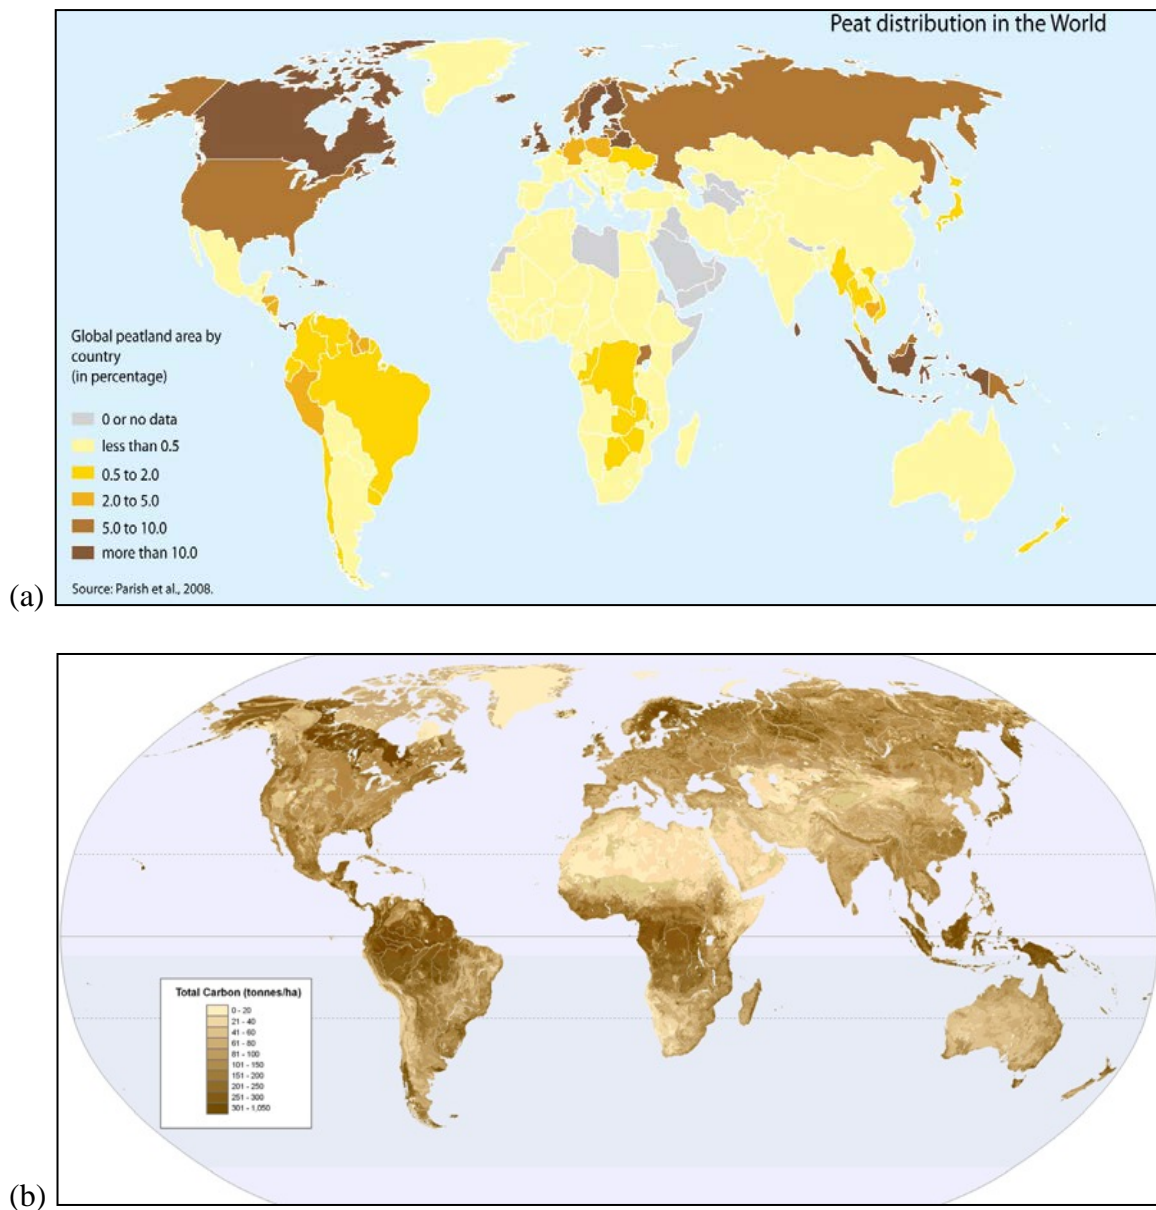 Peat distribution in the World
Global peatland area by
country
(in percentage)
0 or no data
less than 0.5
0.5 to 2.0
2.0 to 5.0
5.0 to 10.0
more than 10.0
Source: Parish et al., 2008.
(a)
Total Carbon (tonnes/ha)
0 - 20
21 - 40
41 - 60
61 - 80
81 - 100
101 - 150
151 - 200
201 - 250
251 - 300
301 - 1,050
(b)